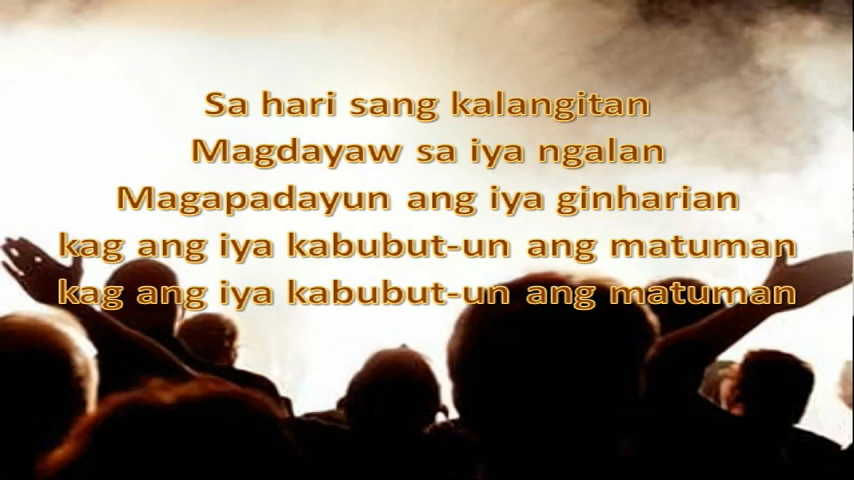 Sa hari sang kalangitan
Magdayaw sa iya ngalan
Magapadayun ang iya ginharian
kag ang iya kabubut-un ang matuman
kag ang iya kabubut-un ang matuman